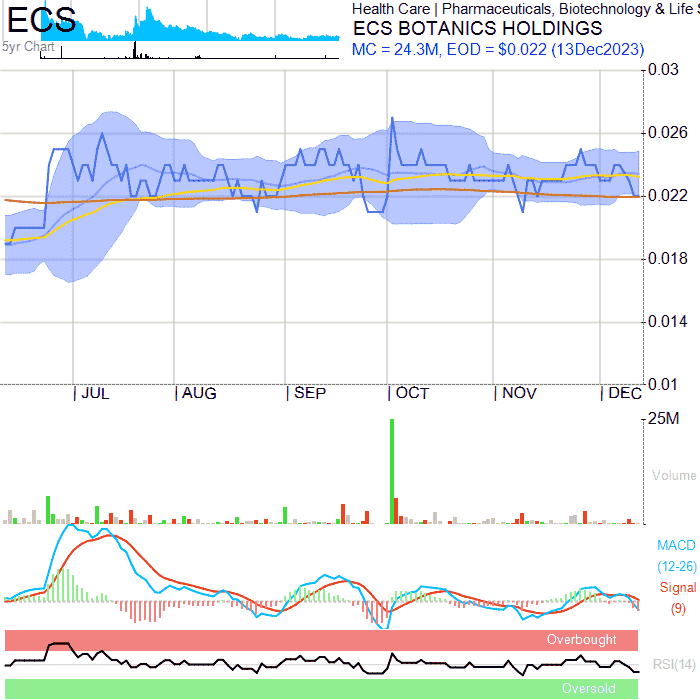 ECS
5yr Chart
Health Care | Pharmaceuticals, Biotechnology & Life S
ECS BOTANICS HOLDINGS
MC = 24.3M, EOD = $0.022 (13Dec2023)
0.03
0.026
0.022
0.018
0.014
0.01
JUL
AUG
SEP
OCT
NOV
DEC
25M
Volume
MACD
(12-26)
Signal
(9)
Overbought
RSI(14)
Oversold